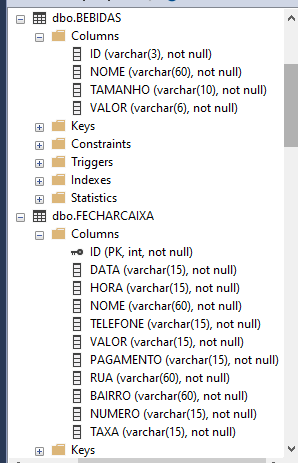 dbo.BEBIDAS
Columns
ID (varchar(3), not null)
NOME (varchar(60), not null)
TAMANHO (varchar(10), not null)
VALOR (varchar(6), not null)
Keys
Constraints
Triggers
Indexes
Statistics
dbo.FECHARCAIXA
Columns
ID (PK, int, not null)
DATA (varchar(15), not null)
HORA (varchar(15), not null)
NOME (varchar(60), not null)
TELEFONE (varchar(15), not null)
VALOR (varchar(15), not null)
PAGAMENTO (varchar(15), not null)
RUA (varchar(60), not null)
BAIRRO (varchar(60), not null)
NUMERO (varchar(15), not null)
TAXA (varchar(15), not null)
Keys